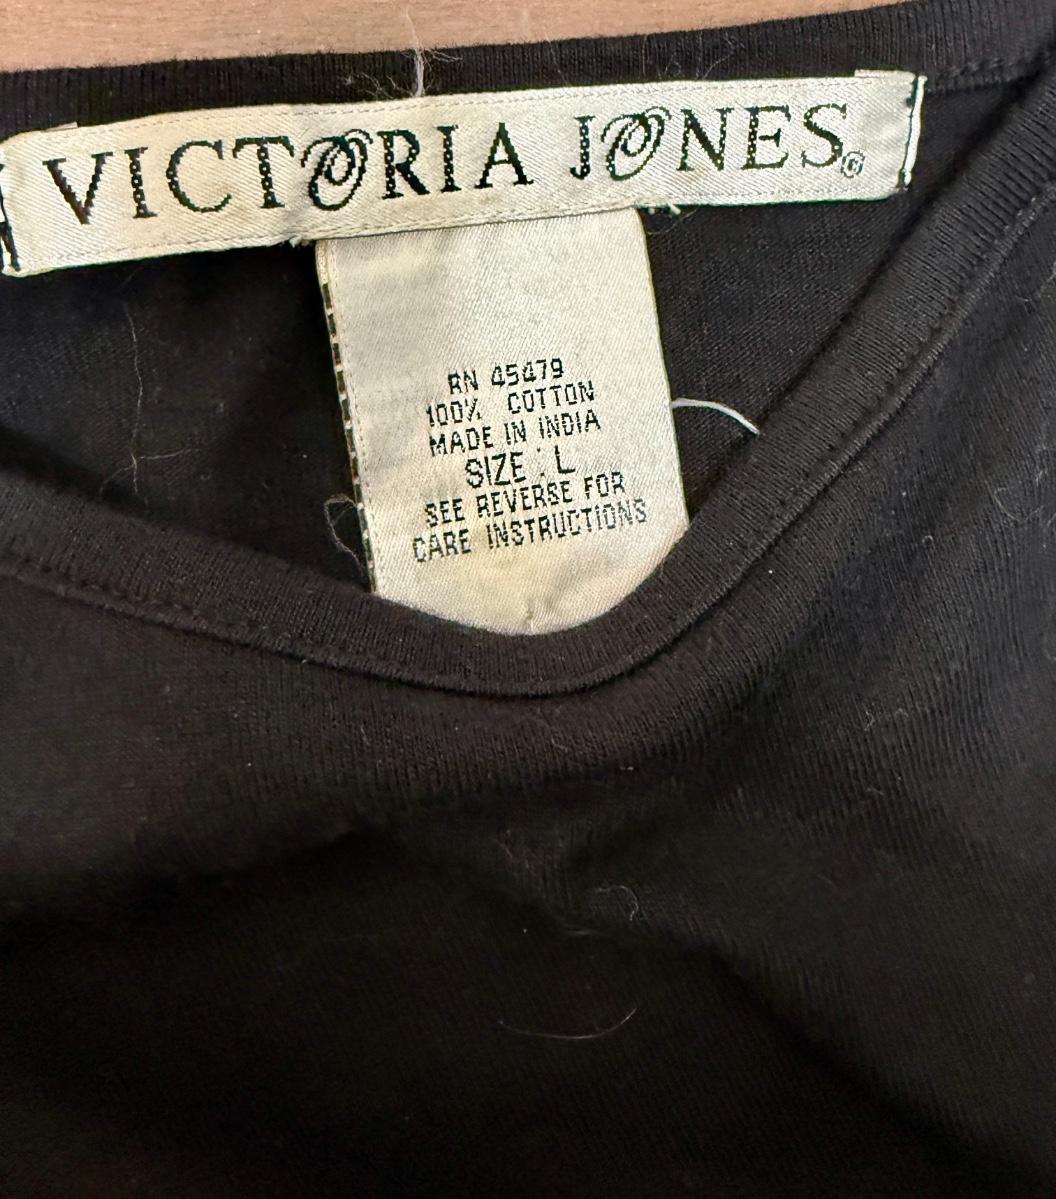 VICTORIA JONES®
RN 45479
100% COTTON
MADE IN INDIA
SIZE : L
SEE REVERSE FOR
CARE INSTRUCTIONS